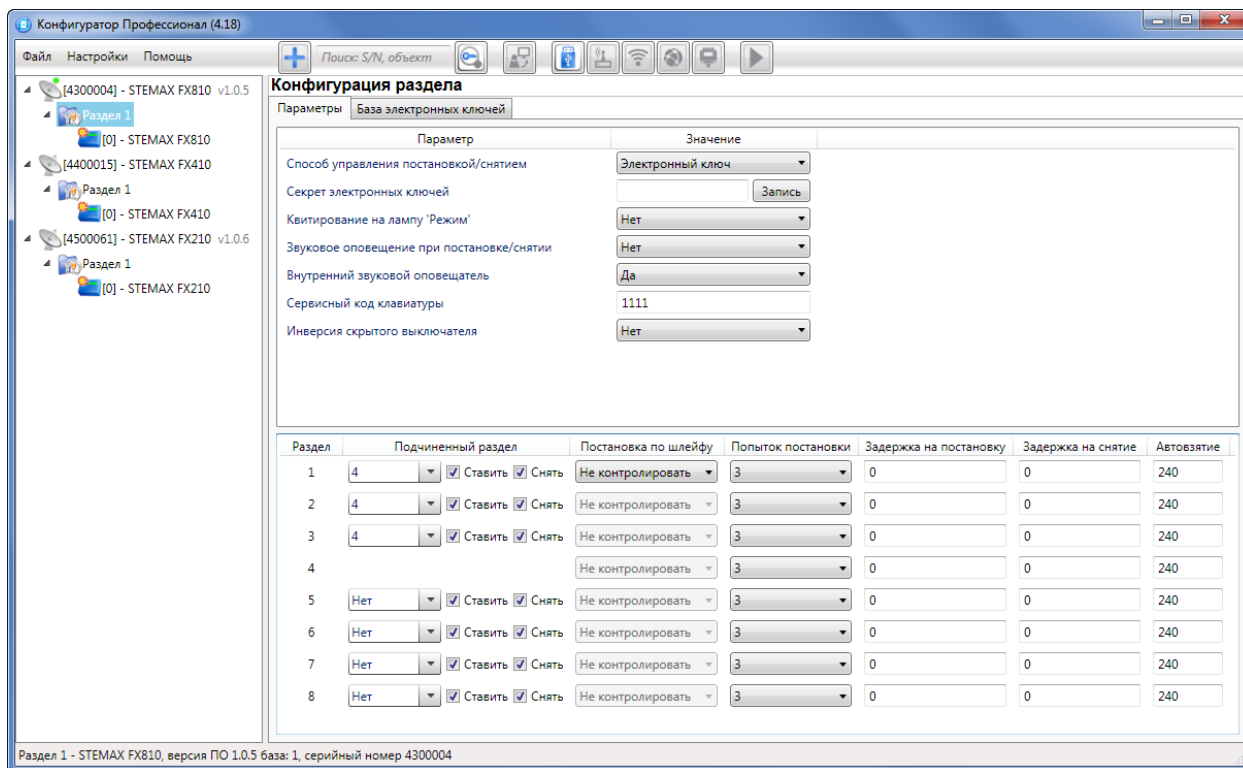 Конфигуратор Профессионал (4.18)
Файл Настройки Помощь
Поиск: S/N, объект
[4300004] - STEMAX FX810 v1.0.5
Раздел 1
[0] - STEMAX FX810
[4400015] - STEMAX FX410
Раздел 1
[0] - STEMAX FX410
[4500061] - STEMAX FX210 v1.0.6
Раздел 1
[0] - STEMAX FX210
Конфигурация раздела
Параметры База электронных ключей
Параметр Значение
Способ управления постановкой/снятием Электронный ключ
Секрет электронных ключей Запись
Квитирование на лампу 'Режим' Нет
Звуковое оповещение при постановке/снятии Нет
Внутренний звуковой оповещатель Да
Сервисный код клавиатуры 1111
Инверсия скрытого выключателя Нет
Раздел Подчиненный раздел Постановка по шлейфу Попыток постановки Задержка на постановку Задержка на снятие Автовзятие
1 4 Ставить Снять Не контролировать 3 0 0 240
2 4 Ставить Снять Не контролировать 3 0 0 240
3 4 Ставить Снять Не контролировать 3 0 0 240
4 Не контролировать 3 0 0 240
5 Нет Ставить Снять Не контролировать 3 0 0 240
6 Нет Ставить Снять Не контролировать 3 0 0 240
7 Нет Ставить Снять Не контролировать 3 0 0 240
8 Нет Ставить Снять Не контролировать 3 0 0 240
Раздел 1 - STEMAX FX810, версия ПО 1.0.5 база: 1, серийный номер 4300004